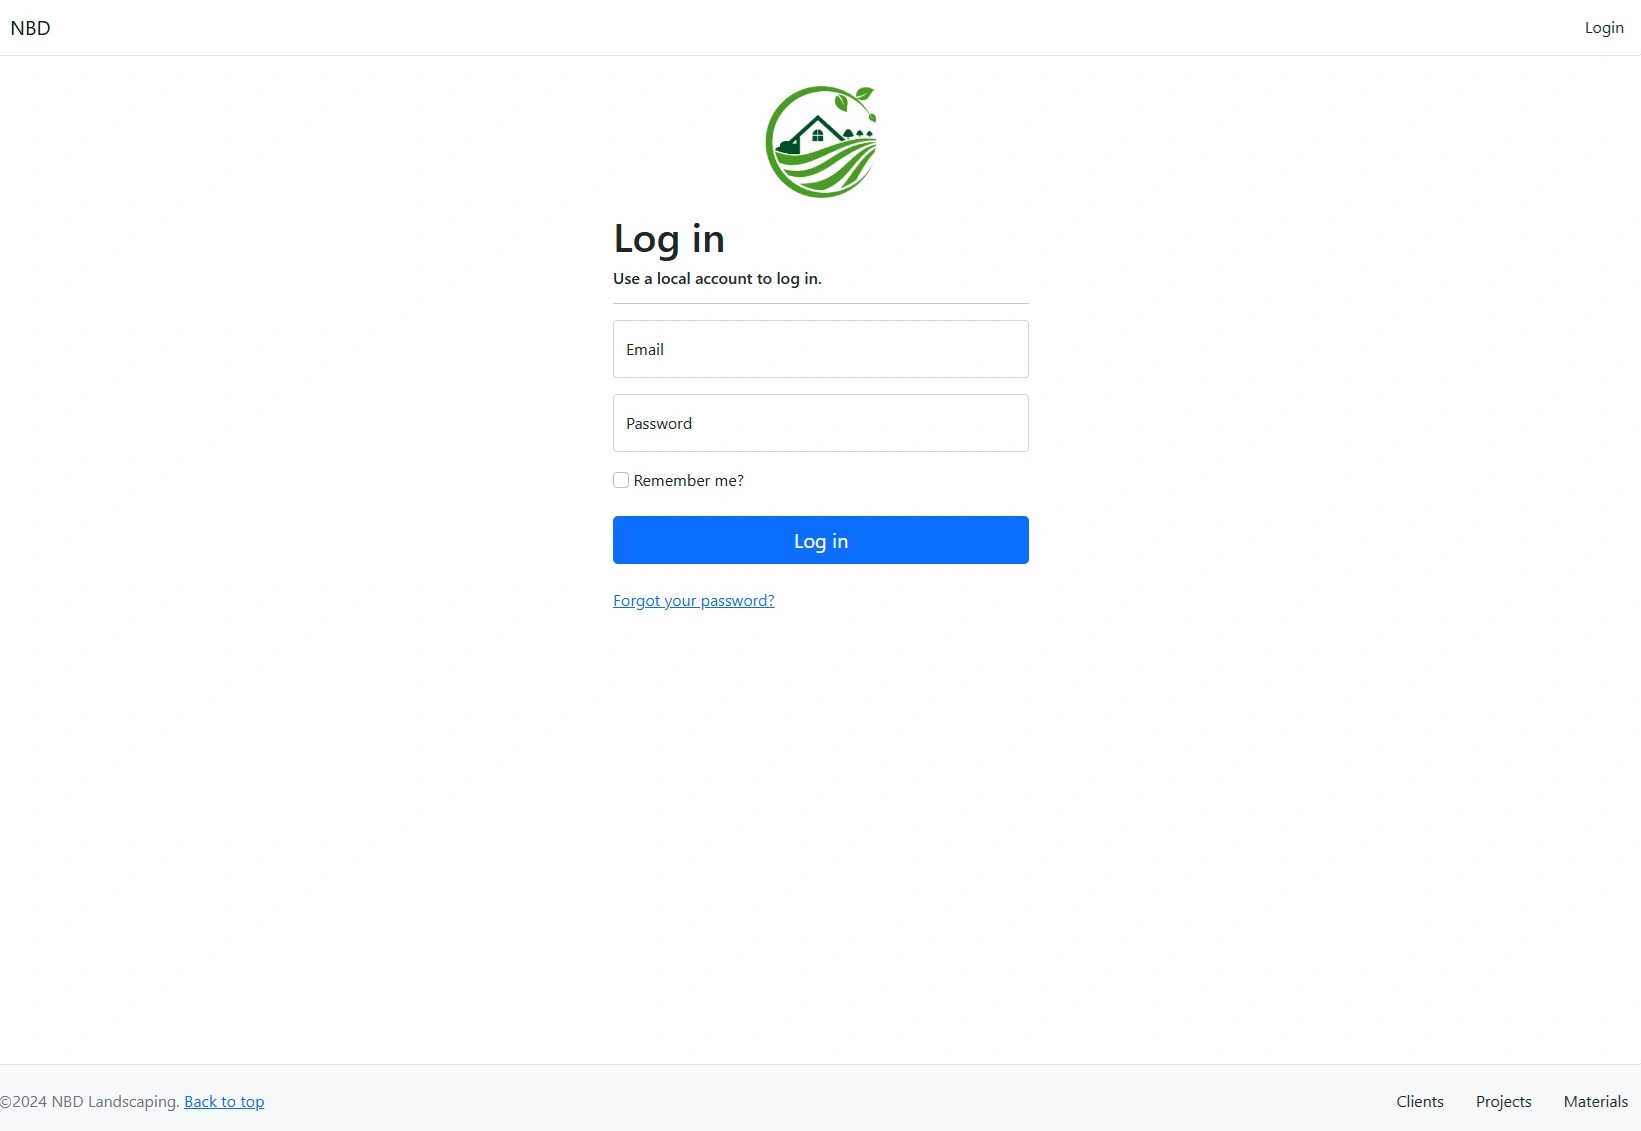 NBD Login
Log in
Use a local account to log in.
Email
Password
Remember me?
Log in
Forgot your password?
©2024 NBD Landscaping. Back to top Clients Projects Materials